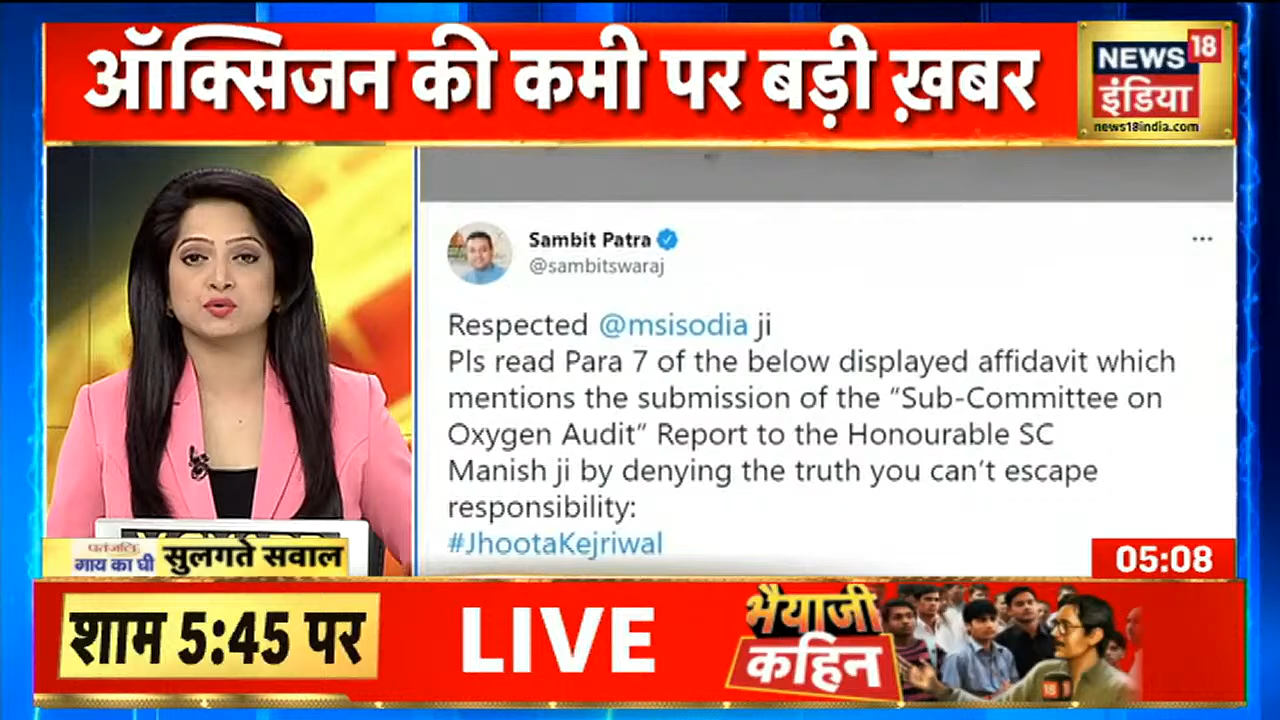 ऑक्सिजन की कमी पर बड़ी ख़बर
NEWS 18
इंडिया
news18india.com
Sambit Patra
@sambitswaraj
Respected @msisodia ji
Pls read Para 7 of the below displayed affidavit which
mentions the submission of the “Sub-Committee on
Oxygen Audit” Report to the Honourable SC
Manish ji by denying the truth you can’t escape
responsibility:
#JhootaKejriwal
पतंजलि
गाय का घी
सुलगते सवाल
05:08
शाम 5:45 पर
LIVE
भैयाजी
कहिन
18